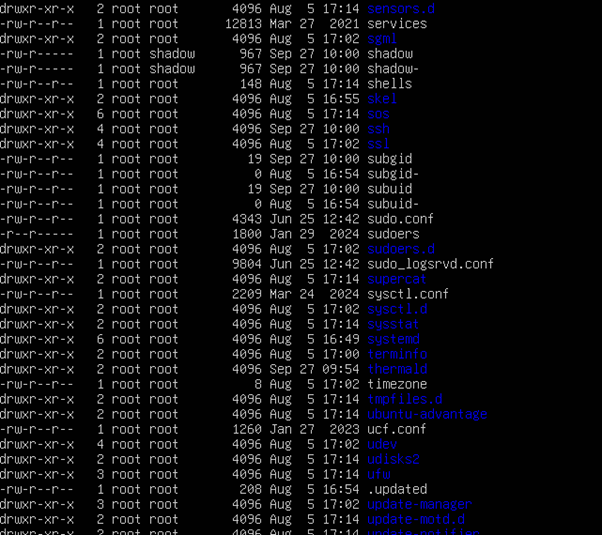 drwxr-xr-x   2 root root     4096 Aug  5 17:14 sensors.d
-rw-r--r--   1 root root    12813 Mar 27  2021 services
drwxr-xr-x   2 root root     4096 Aug  5 17:02 sgml
-rw-r-----   1 root shadow    967 Sep 27 10:00 shadow
-rw-r-----   1 root shadow    967 Sep 27 10:00 shadow-
-rw-r--r--   1 root root      148 Aug  5 17:14 shells
drwxr-xr-x   2 root root     4096 Aug  5 16:55 skel
drwxr-xr-x   6 root root     4096 Aug  5 17:14 sos
drwxr-xr-x   4 root root     4096 Sep 27 10:00 ssh
drwxr-xr-x   4 root root     4096 Aug  5 17:02 ssl
-rw-r--r--   1 root root       19 Sep 27 10:00 subgid
-rw-r--r--   1 root root        0 Aug  5 16:54 subgid-
-rw-r--r--   1 root root       19 Sep 27 10:00 subuid
-rw-r--r--   1 root root        0 Aug  5 16:54 subuid-
-rw-r--r--   1 root root     4343 Jun 25 12:42 sudo.conf
-r--r-----   1 root root     1800 Jan 29  2024 sudoers
drwxr-xr-x   2 root root     4096 Aug  5 17:02 sudoers.d
-rw-r--r--   1 root root     9804 Jun 25 12:42 sudo_logsrvd.conf
drwxr-xr-x   2 root root     4096 Aug  5 17:14 supercat
-rw-r--r--   1 root root     2209 Mar 24  2024 sysctl.conf
drwxr-xr-x   2 root root     4096 Aug  5 17:02 sysctl.d
drwxr-xr-x   2 root root     4096 Aug  5 17:14 sysstat
drwxr-xr-x   6 root root     4096 Aug  5 16:49 systemd
drwxr-xr-x   2 root root     4096 Aug  5 17:00 terminfo
drwxr-xr-x   2 root root     4096 Sep 27 09:54 thermald
-rw-r--r--   1 root root        8 Aug  5 17:02 timezone
drwxr-xr-x   2 root root     4096 Aug  5 17:14 tmpfiles.d
drwxr-xr-x   2 root root     4096 Aug  5 17:14 ubuntu-advantage
-rw-r--r--   1 root root     1260 Jan 27  2023 ucf.conf
drwxr-xr-x   4 root root     4096 Aug  5 17:02 udev
drwxr-xr-x   2 root root     4096 Aug  5 17:14 udisks2
drwxr-xr-x   3 root root     4096 Aug  5 17:14 ufw
-rw-r--r--   1 root root      208 Aug  5 16:54 .updated
drwxr-xr-x   3 root root     4096 Aug  5 17:02 update-manager
drwxr-xr-x   2 root root     4096 Aug  5 17:14 update-motd.d
drwxr-xr-x   2 root root     4096 Aug  5 17:14 update-notifier